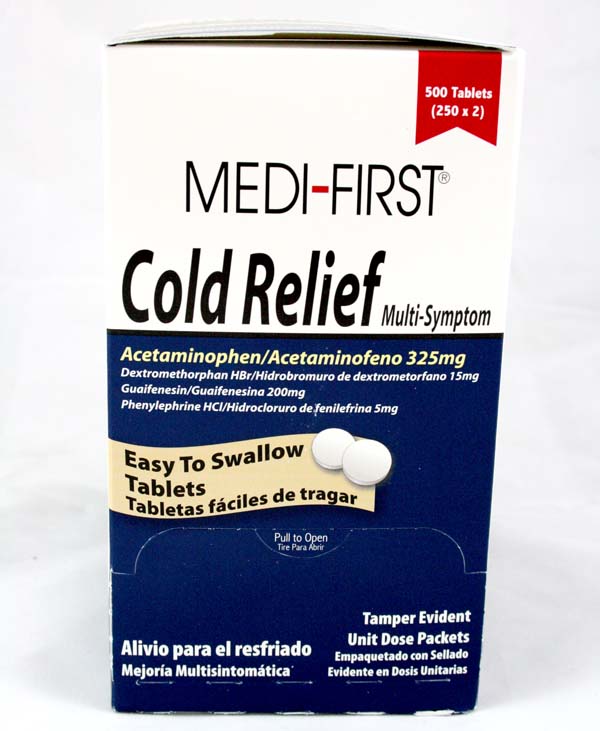 500 Tablets
(250 x 2)
MEDI-FIRST®
Cold Relief Multi-Symptom
Acetaminophen/Acetaminofeno 325mg
Dextromethorphan HBr/Hidrobromuro de dextrometorfano 15mg
Guaifenesin/Guaifenesina 200mg
Phenylephrine HCl/Hidrocloruro de fenilefrina 5mg
Easy To Swallow
Tablets
Tabletas fáciles de tragar
Pull to Open
Tire Para Abrir
Tamper Evident
Unit Dose Packets
Empaquetado con Sellado
Evidente en Dosis Unitarias
Alivio para el resfriado
Mejoría Multisintomática